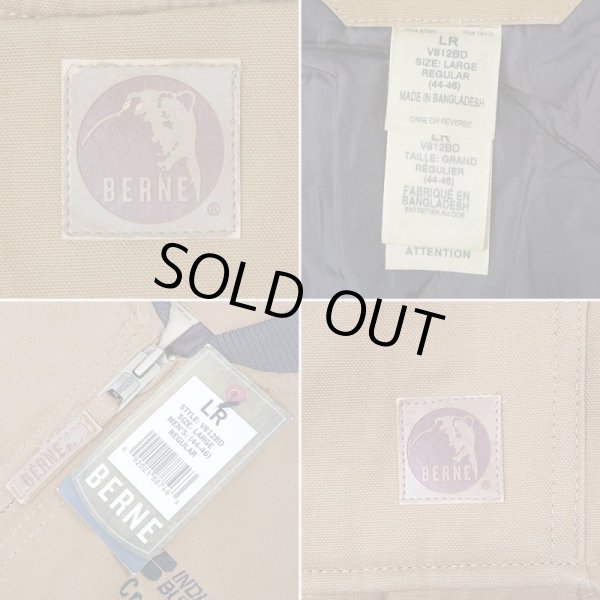 BERNE
®
LR
V812BD
SIZE: LARGE
REGULAR
(44-46)
MADE IN BANGLADESH
CARE ON REVERSE
LR
V812BD
TAILLE: GRAND
RÉGULIER
(44-46)
FABRIQUÉ EN
BANGLADESH
ENTRETIEN AU DOS
ATTENTION
SOLD OUT
BERNE
LR
STYLE: V812BD
SIZE: LARGE
MEN'S: (44-46)
REGULAR
BERNE
BERNE
®